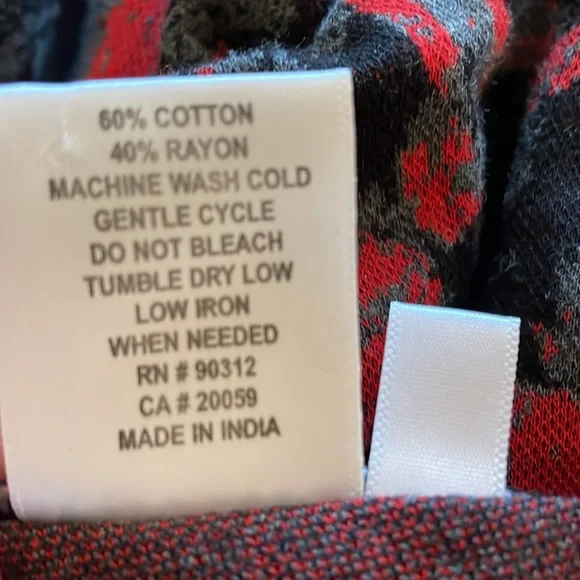 60% COTTON
40% RAYON
MACHINE WASH COLD
GENTLE CYCLE
DO NOT BLEACH
TUMBLE DRY LOW
LOW IRON
WHEN NEEDED
RN # 90312
CA # 20059
MADE IN INDIA